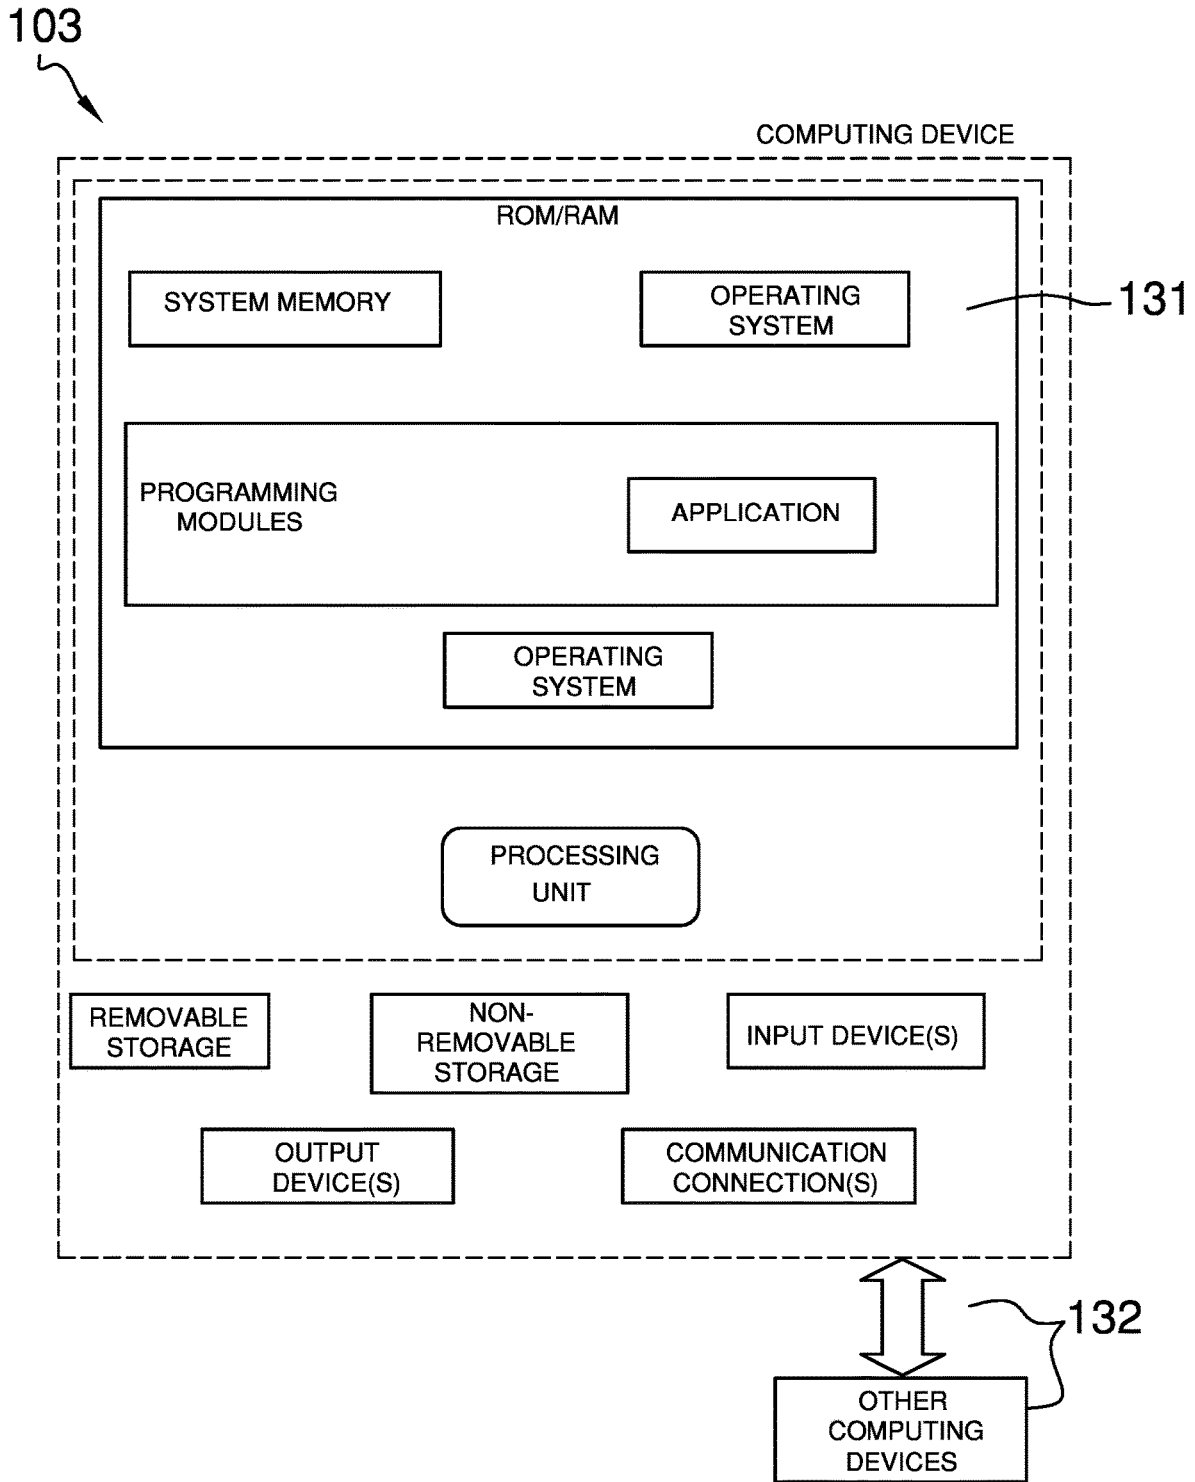 103
COMPUTING DEVICE
ROM/RAM
SYSTEM MEMORY
OPERATING
SYSTEM
131
PROGRAMMING
MODULES
APPLICATION
OPERATING
SYSTEM
PROCESSING
UNIT
REMOVABLE
STORAGE
NON-
REMOVABLE
STORAGE
INPUT DEVICE(S)
OUTPUT
DEVICE(S)
COMMUNICATION
CONNECTION(S)
132
OTHER
COMPUTING
DEVICES